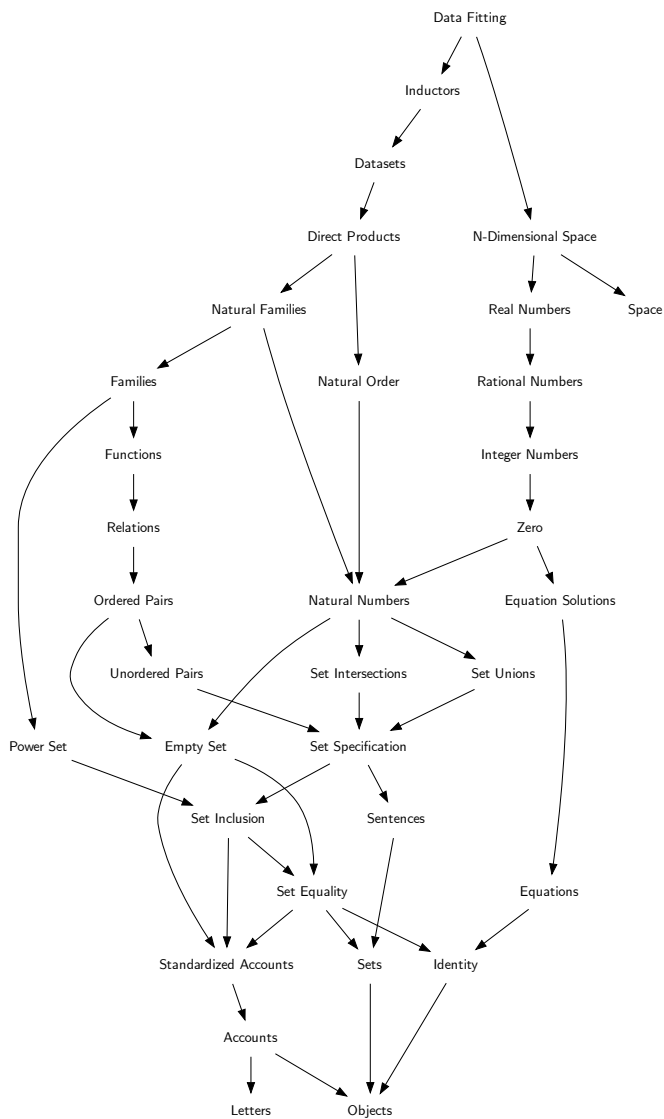 Data Fitting
Inductors
Datasets
Direct Products
N-Dimensional Space
Natural Families
Real Numbers
Space
Families
Natural Order
Rational Numbers
Functions
Integer Numbers
Relations
Zero
Ordered Pairs
Natural Numbers
Equation Solutions
Unordered Pairs
Set Intersections
Set Unions
Power Set
Empty Set
Set Specification
Set Inclusion
Sentences
Set Equality
Equations
Standardized Accounts
Sets
Identity
Accounts
Letters
Objects